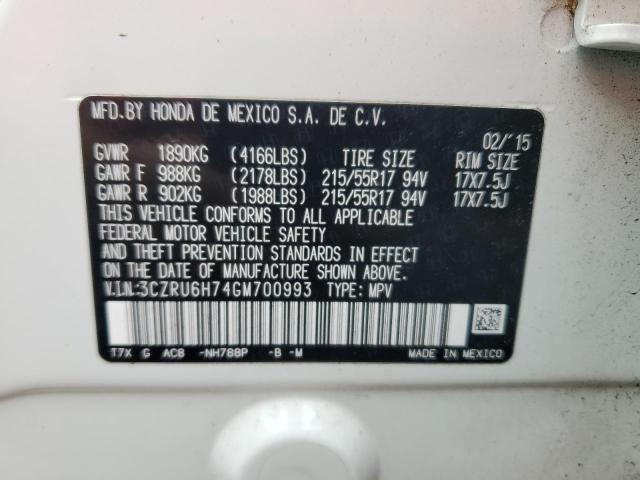 MFD.BY HONDA DE MEXICO S.A. DE C.V.
02/'15
GVWR 1890KG (4166LBS) TIRE SIZE RIM SIZE
GAWR F 988KG (2178LBS) 215/55R17 94V 17X7.5J
GAWR R 902KG (1988LBS) 215/55R17 94V 17X7.5J
THIS VEHICLE CONFORMS TO ALL APPLICABLE
FEDERAL MOTOR VEHICLE SAFETY
AND THEFT PREVENTION STANDARDS IN EFFECT
ON THE DATE OF MANUFACTURE SHOWN ABOVE.
V.I.N.:3CZRU6H74GM700993 TYPE: MPV
T7X G AC8 -NH788P -B -M MADE IN MEXICO